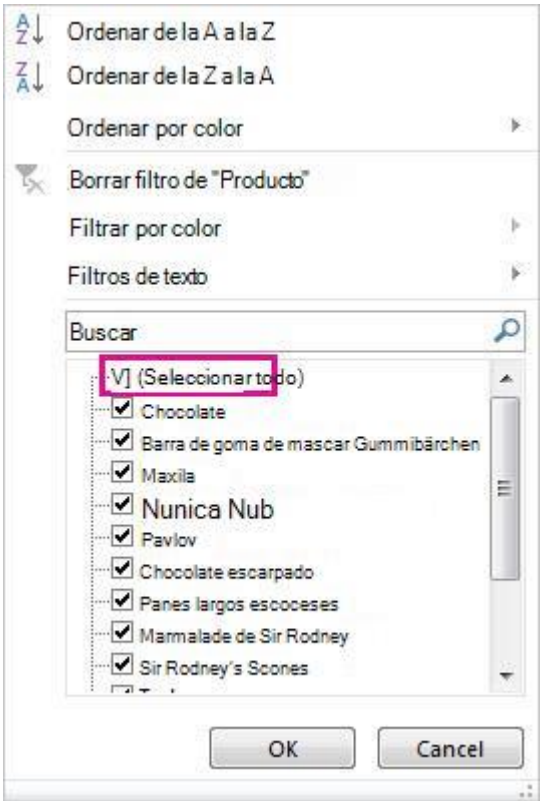 Ordenar de la A a la Z
Ordenar de la Z a la A
Ordenar por color
Borrar filtro de "Producto"
Filtrar por color
Filtros de texto
Buscar
V] (Seleccionar todo)
Chocolate
Barra de goma de mascar Gummibärchen
Maxila
Nunica Nub
Pavlov
Chocolate escarpado
Panes largos escoceses
Marmalade de Sir Rodney
Sir Rodney's Scones
OK
Cancel